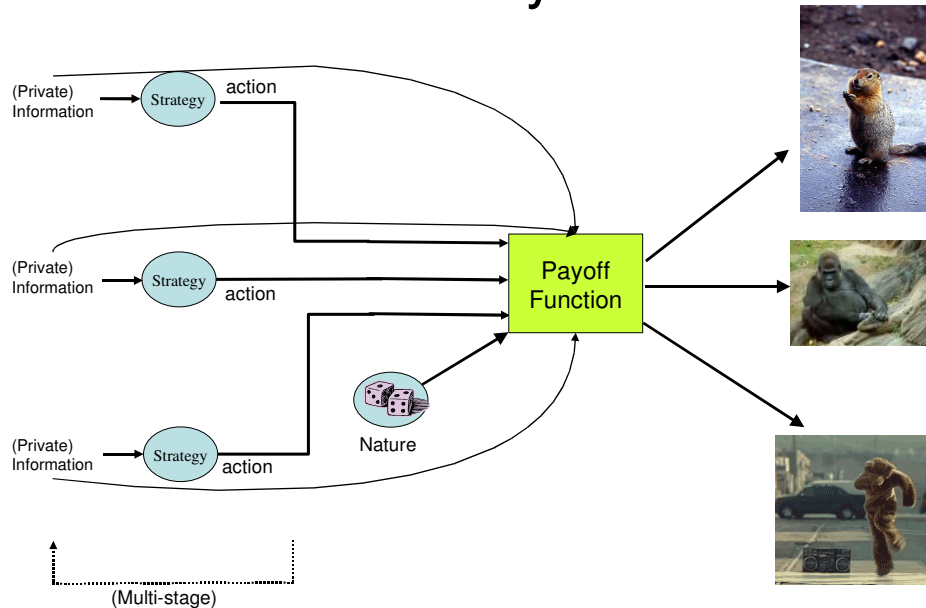 (Private)
Information
Strategy
action
(Private)
Information
Strategy
action
Payoff
Function
(Private)
Information
Strategy
action
Nature
(Multi-stage)